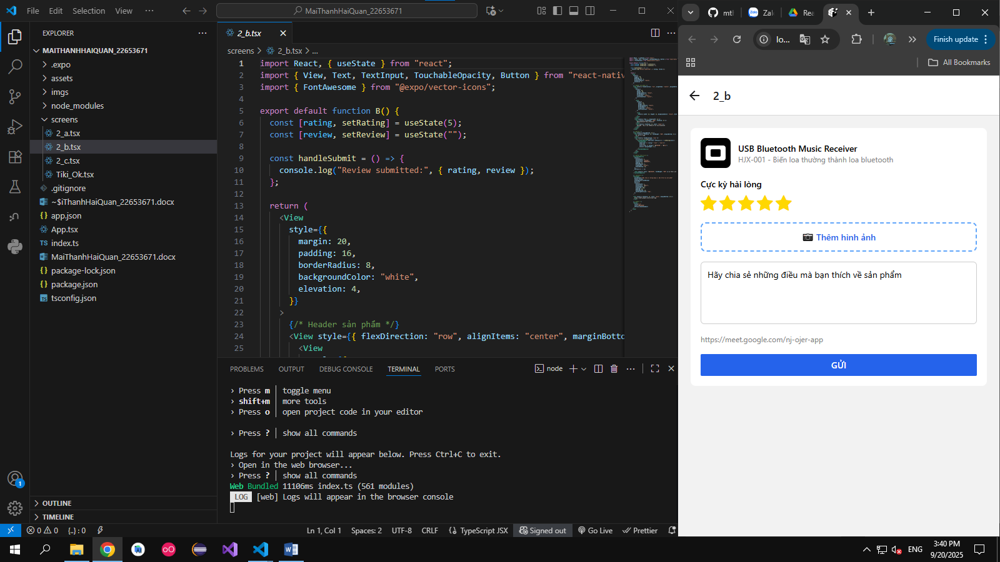 File Edit Selection View ··· MaiThanhHaiQuan_22653671
EXPLORER
MAITHANHHAIQUAN_22653671
.expo
assets
imgs
node_modules
screens
2_a.tsx
2_b.tsx
2_c.tsx
Tiki_Ok.tsx
.gitignore
~$iThanhHaiQuan_22653671.docx
{} app.json
App.tsx
TS index.ts
MaiThanhHaiQuan_22653671.docx
{} package-lock.json
{} package.json
tsconfig.json
OUTLINE
TIMELINE
2_b.tsx
screens > 2_b.tsx > ...
1 import React, { useState } from "react";
2 import { View, Text, TextInput, TouchableOpacity, Button } from "react-nativ
3 import { FontAwesome } from "@expo/vector-icons";
4
5 export default function B() {
6 const [rating, setRating] = useState(5);
7 const [review, setReview] = useState("");
8
9 const handleSubmit = () => {
10 console.log("Review submitted:", { rating, review });
11 };
12
13 return (
14 <View
15 style={{
16 margin: 20,
17 padding: 16,
18 borderRadius: 8,
19 backgroundColor: "white",
20 elevation: 4,
21 }}
22 >
23 {/* Header sản phẩm */}
24 <View style={{ flexDirection: "row", alignItems: "center", marginBotto
25 <View
PROBLEMS OUTPUT DEBUG CONSOLE TERMINAL PORTS node
› Press m │ toggle menu
› shift+m │ more tools
› Press o │ open project code in your editor
› Press ? │ show all commands
Logs for your project will appear below. Press Ctrl+C to exit.
› Open in the web browser...
› Press ? │ show all commands
Web Bundled 11106ms index.ts (561 modules)
LOG [web] Logs will appear in the browser console
0 0 {..} : 0 Ln 1, Col 1 Spaces: 2 UTF-8 CRLF TypeScript JSX Signed out Go Live Prettier
mth Zalo Rea
lo... Finish update
All Bookmarks
2_b
USB Bluetooth Music Receiver
HJX-001 - Biến loa thường thành loa bluetooth
Cực kỳ hài lòng
Thêm hình ảnh
Hãy chia sẻ những điều mà bạn thích về sản phẩm
https://meet.google.com/nj-ojer-app
GỬI
ENG 3:40 PM
9/20/2025